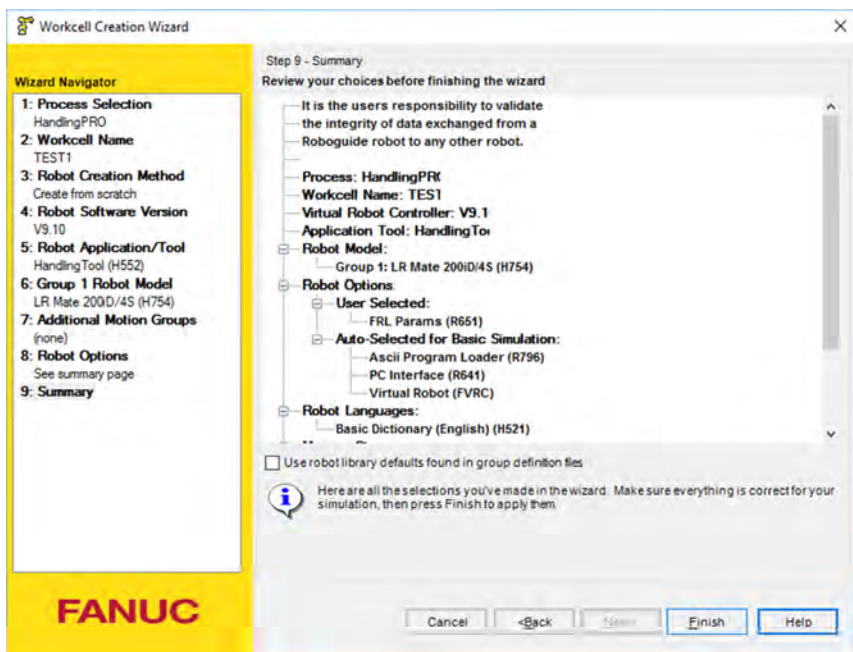 Workcell Creation Wizard
Wizard Navigator
1: Process Selection
HandlingPRO
2: Workcell Name
TEST1
3: Robot Creation Method
Create from scratch
4: Robot Software Version
V9.10
5: Robot Application/Tool
HandlingTool (H552)
6: Group 1 Robot Model
LR Mate 200iD/4S (H754)
7: Additional Motion Groups
(none)
8: Robot Options
See summary page
9: Summary
FANUC
Step 9 - Summary
Review your choices before finishing the wizard
It is the users responsibility to validate
the integrity of data exchanged from a
Roboguide robot to any other robot.
Process: HandlingPR
Workcell Name: TEST
Virtual Robot Controller: V9.1
Application Tool: HandlingToo
Robot Model:
Group 1: LR Mate 200iD/4S (H754)
Robot Options:
User Selected:
FRL Params (R651)
Auto-Selected for Basic Simulation:
Ascii Program Loader (R796)
PC Interface (R641)
Virtual Robot (FVRC)
Robot Languages:
Basic Dictionary (English) (H521)
Use robot library defaults found in group definition files
Here are all the selections you've made in the wizard. Make sure everything is correct for your
simulation, then press Finish to apply them.
Cancel
<Back
Finish
Help